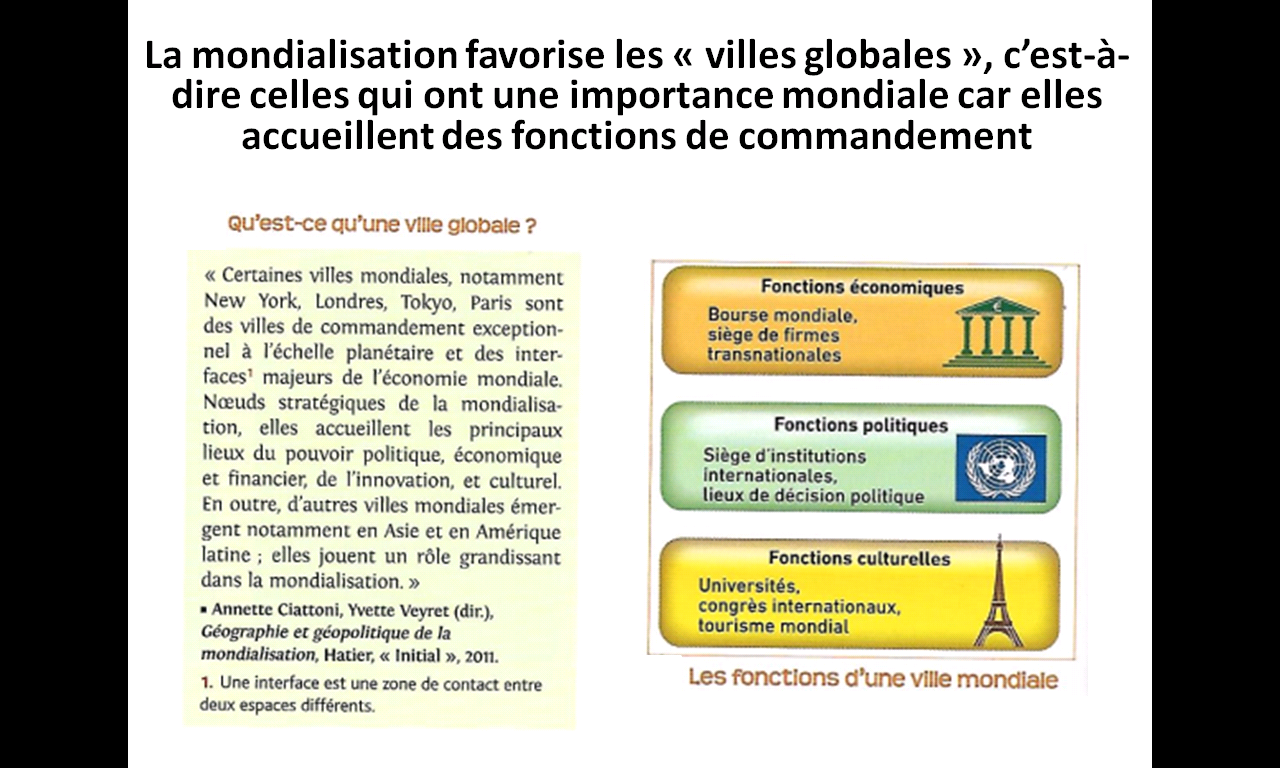 La mondialisation favorise les « villes globales », c’est-à-
dire celles qui ont une importance mondiale car elles
accueillent des fonctions de commandement
Qu’est-ce qu’une ville globale ?
« Certaines villes mondiales, notamment
New York, Londres, Tokyo, Paris sont
des villes de commandement exception-
nel à l’échelle planétaire et des inter-
faces¹ majeurs de l’économie mondiale.
Nœuds stratégiques de la mondialisa-
tion, elles accueillent les principaux
lieux du pouvoir politique, économique
et financier, de l’innovation, et culturel.
En outre, d’autres villes mondiales émer-
gent notamment en Asie et en Amérique
latine ; elles jouent un rôle grandissant
dans la mondialisation. »
▪ Annette Ciattoni, Yvette Veyret (dir.),
Géographie et géopolitique de la
mondialisation, Hatier, « Initial », 2011.
1. Une interface est une zone de contact entre
deux espaces différents.
Fonctions économiques
Bourse mondiale,
siège de firmes
transnationales
Fonctions politiques
Siège d’institutions
internationales,
lieux de décision politique
Fonctions culturelles
Universités,
congrès internationaux,
tourisme mondial
Les fonctions d’une ville mondiale